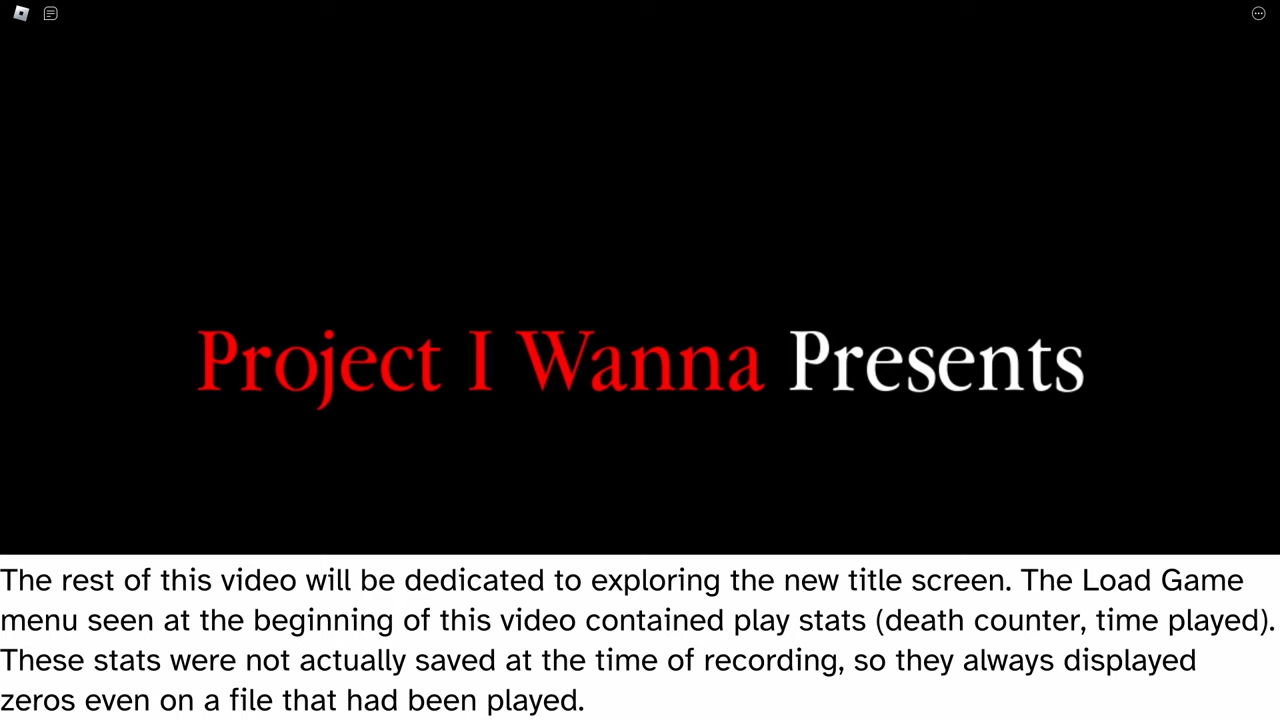 Project I Wanna Presents
The rest of this video will be dedicated to exploring the new title screen. The Load Game
menu seen at the beginning of this video contained play stats (death counter, time played).
These stats were not actually saved at the time of recording, so they always displayed
zeros even on a file that had been played.